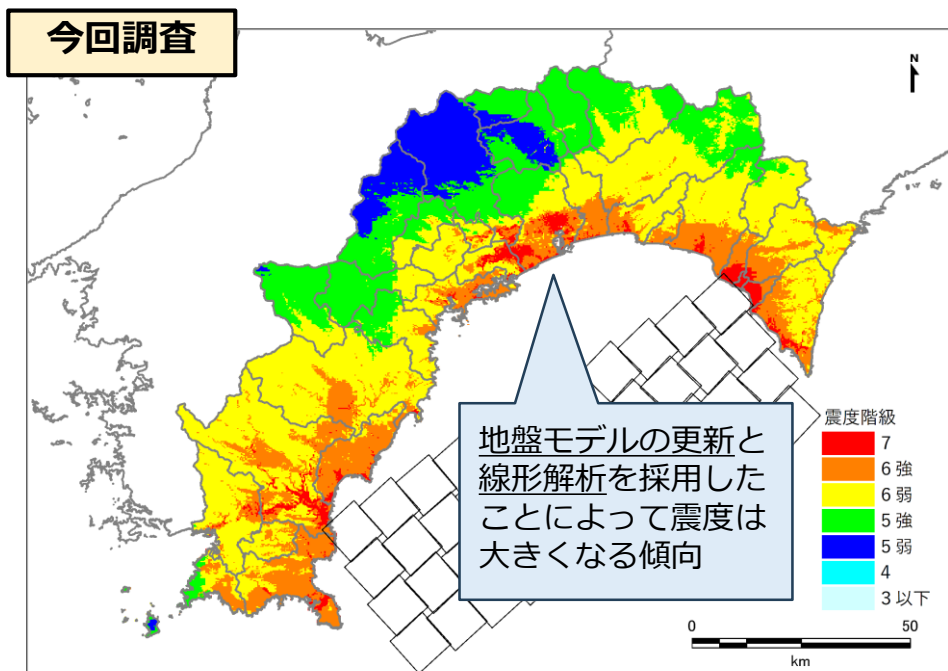 今回調査
N
地盤モデルの更新と
線形解析を採用した
ことによって震度は
大きくなる傾向
震度階級
7
6 強
6 弱
5 強
5 弱
4
3 以下
0 50
km